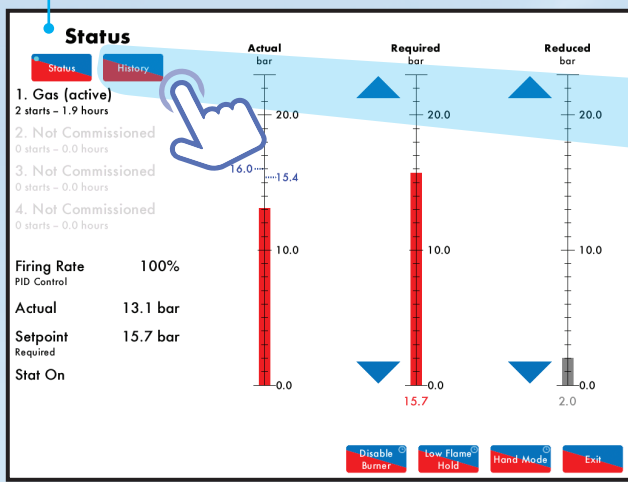 Status
Status
History
1. Gas (active)
2 starts – 1.9 hours
2. Not Commissioned
0 starts – 0.0 hours
3. Not Commissioned
0 starts – 0.0 hours
4. Not Commissioned
0 starts – 0.0 hours
Firing Rate 100%
PID Control
Actual 13.1 bar
Setpoint 15.7 bar
Required
Stat On
Actual
bar
20.0
16.0
15.4
10.0
0.0
Required
bar
20.0
10.0
0.0
15.7
Reduced
bar
20.0
10.0
0.0
2.0
Disable
Burner
Low Flame
Hold
Hand Mode
Exit